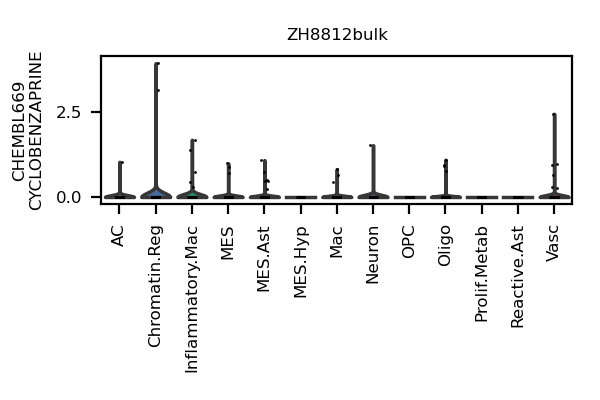 ZH8812bulk
CHEMBL669
CYCLOBENZAPRINE
2.5
0.0
AC
Chromatin.Reg
Inflammatory.Mac
MES
MES.Ast
MES.Hyp
Mac
Neuron
OPC
Oligo
Prolif.Metab
Reactive.Ast
Vasc